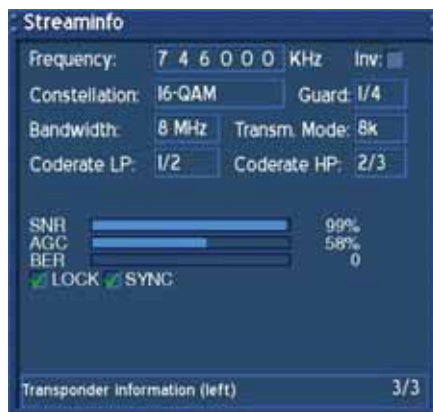 Streaminfo
Frequency: 7 4 6 0 0 0 KHz Inv:
Constellation: 16-QAM Guard: 1/4
Bandwidth: 8 MHz Transm. Mode: 8k
Coderate LP: 1/2 Coderate HP: 2/3
SNR 99%
AGC 58%
BER 0
LOCK SYNC
Transponder information (left) 3/3